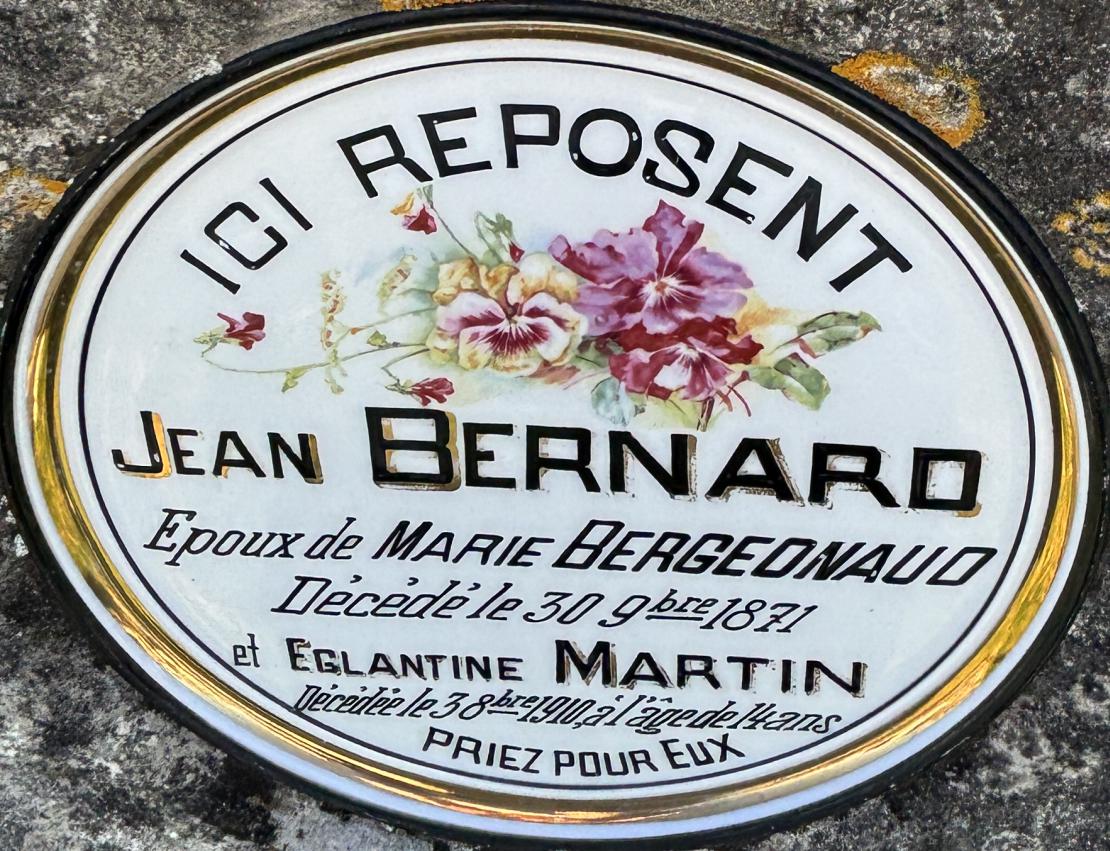 ICI REPOSENT
JEAN BERNARD
Epoux de MARIE BERGEONAUD
Décédé le 30 9bre 1871
et EGLANTINE MARTIN
Décédée le 3 8bre 1910, à l'âge de 14 ans
PRIEZ POUR EUX